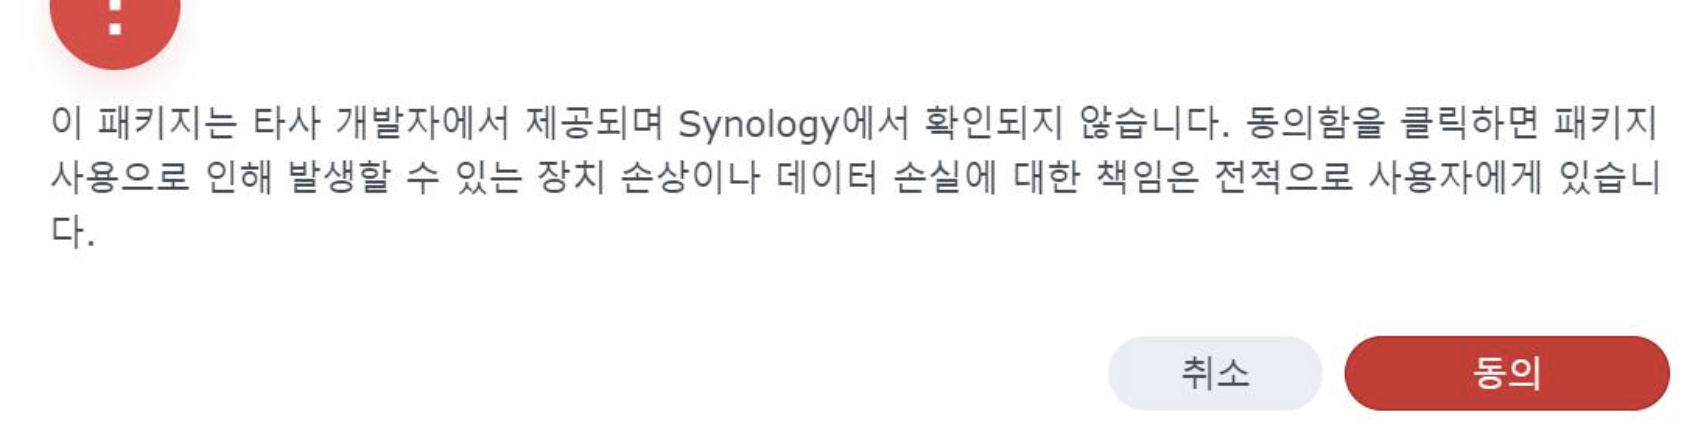 이 패키지는 타사 개발자에서 제공되며 Synology에서 확인되지 않습니다. 동의함을 클릭하면 패키지
사용으로 인해 발생할 수 있는 장치 손상이나 데이터 손실에 대한 책임은 전적으로 사용자에게 있습니
다.
취소
동의